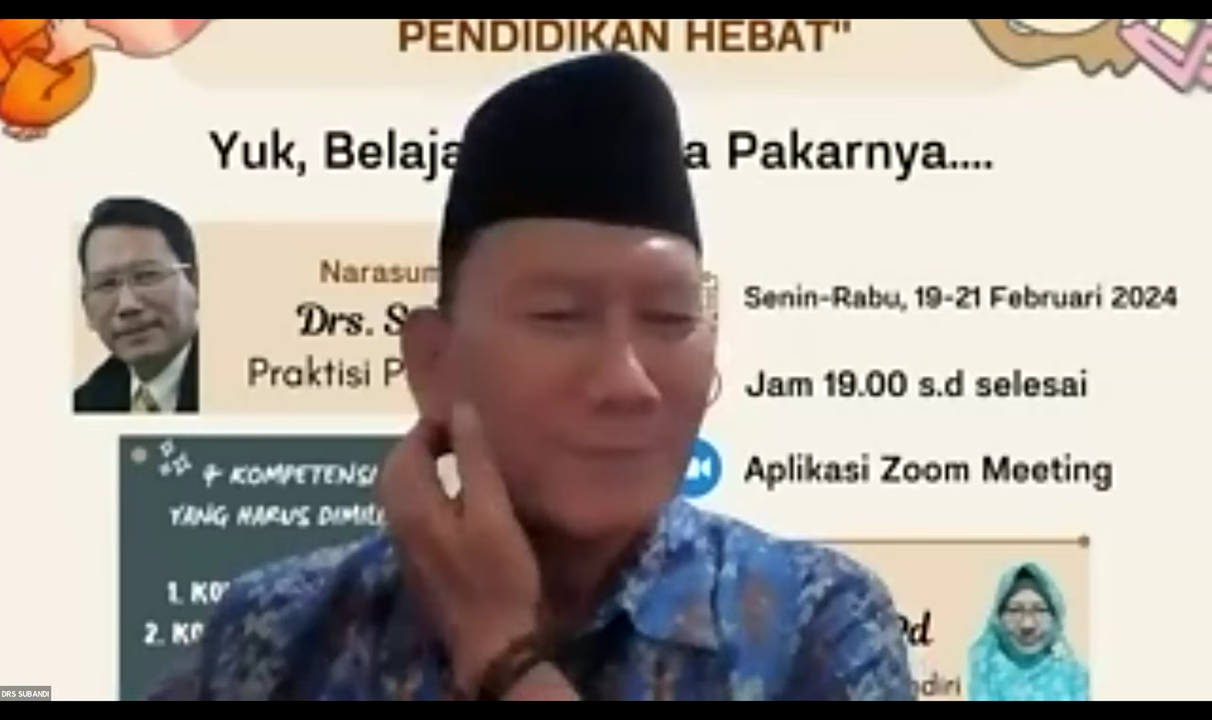 PENDIDIKAN HEBAT"
Yuk, Belaja
a Pakarnya....
Narasum
Drs. S
Praktisi P
Senin-Rabu, 19-21 Februari 2024
Jam 19.00 s.d selesai
Aplikasi Zoom Meeting
4 KOMPETENSI
YANG HARUS DIMILI
1. KO
2. KO
Pd
ndiri
DRS SUBANDI